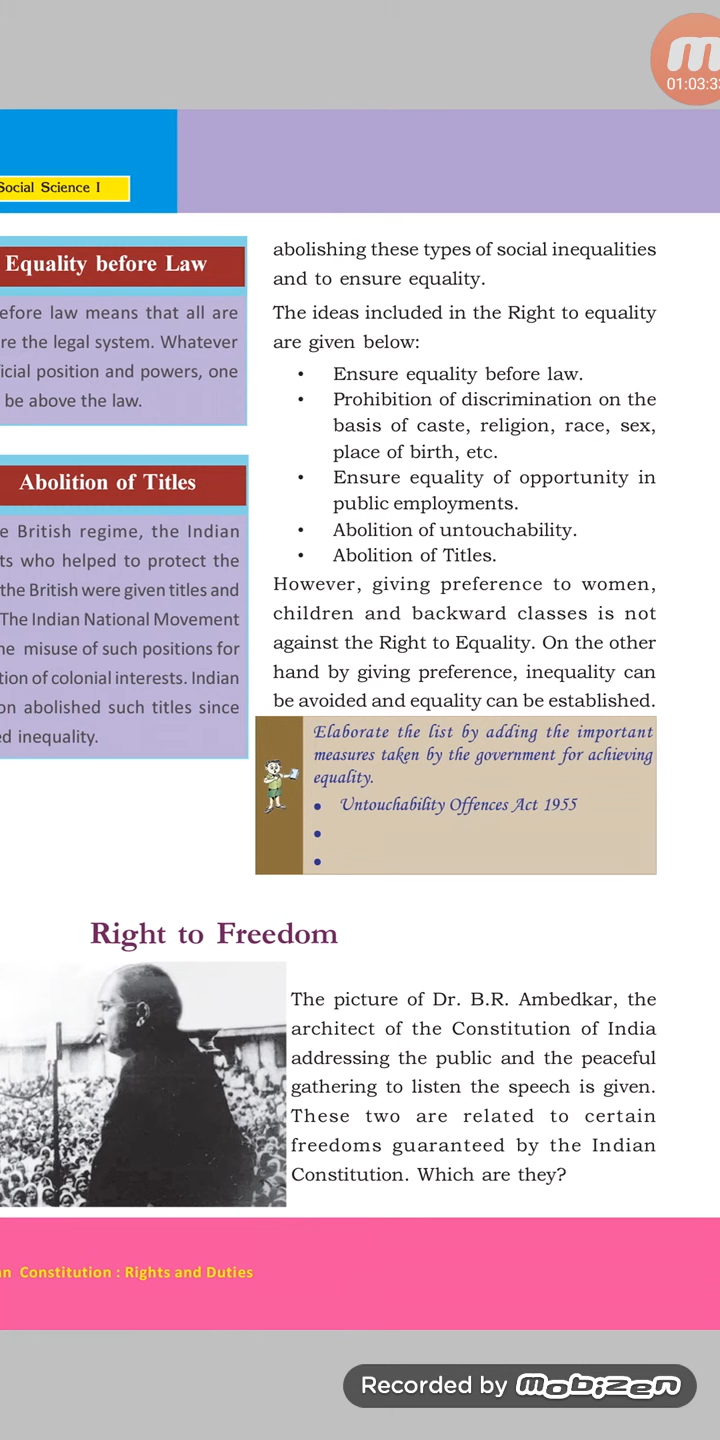 01:03:33
Social Science I
Equality before Law
before law means that all are
the legal system. Whatever
position and powers, one
be above the law.
Abolition of Titles
British regime, the Indian
who helped to protect the
the British were given titles and
The Indian National Movement
misuse of such positions for
of colonial interests. Indian
abolished such titles since
inequality.
abolishing these types of social inequalities
and to ensure equality.
The ideas included in the Right to equality
are given below:
• Ensure equality before law.
• Prohibition of discrimination on the
basis of caste, religion, race, sex,
place of birth, etc.
• Ensure equality of opportunity in
public employments.
• Abolition of untouchability.
• Abolition of Titles.
However, giving preference to women,
children and backward classes is not
against the Right to Equality. On the other
hand by giving preference, inequality can
be avoided and equality can be established.
Elaborate the list by adding the important
measures taken by the government for achieving
equality.
• Untouchability Offences Act 1955
•
•
Right to Freedom
The picture of Dr. B.R. Ambedkar, the
architect of the Constitution of India
addressing the public and the peaceful
gathering to listen the speech is given.
These two are related to certain
freedoms guaranteed by the Indian
Constitution. Which are they?
Constitution : Rights and Duties
Recorded by mobizen